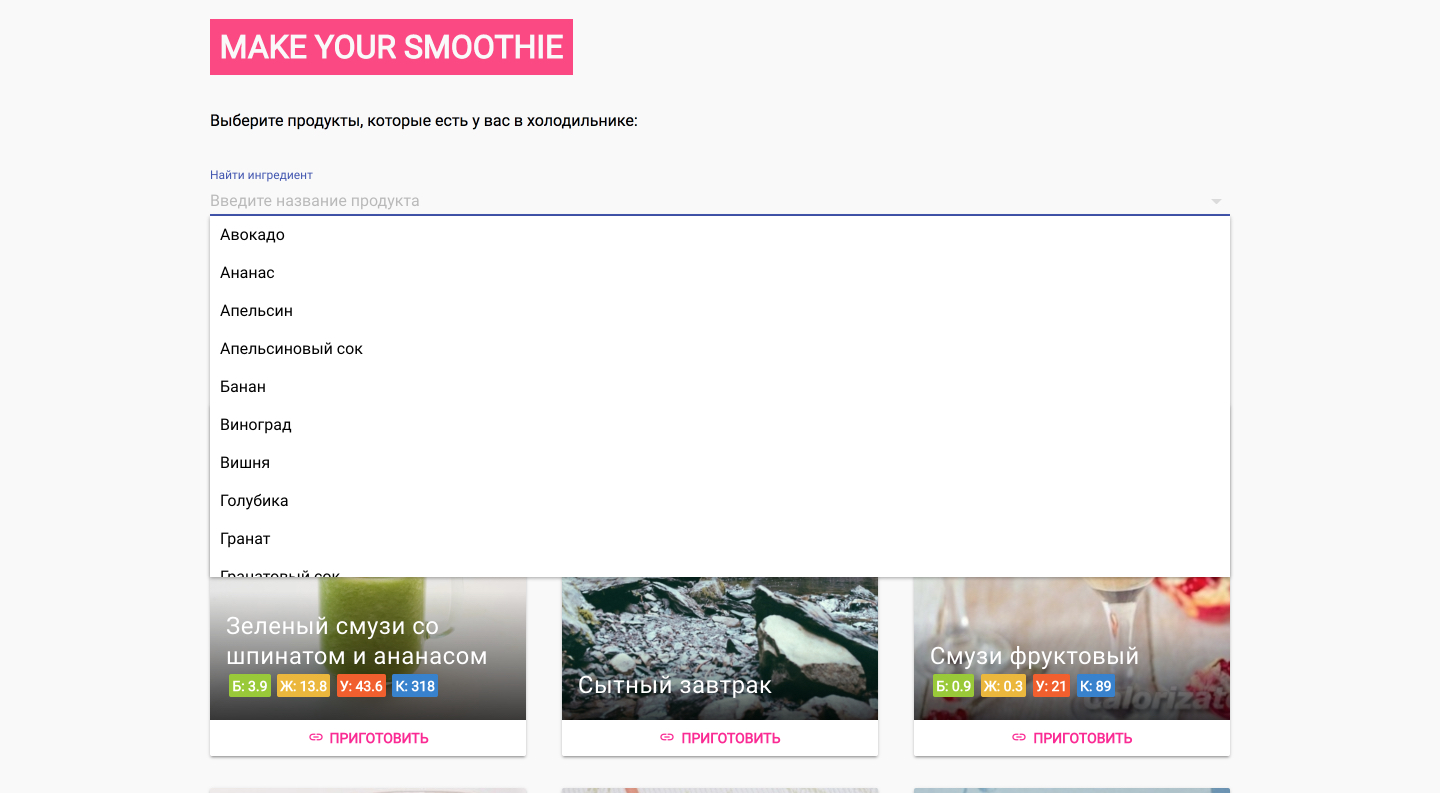 MAKE YOUR SMOOTHIE
Выберите продукты, которые есть у вас в холодильнике:
Найти ингредиент
Введите название продукта
Авокадо
Ананас
Апельсин
Апельсиновый сок
Банан
Виноград
Вишня
Голубика
Гранат
Гранатовый сок
Зеленый смузи со
шпинатом и ананасом
Б: 3.9 Ж: 13.8 У: 43.6 К: 318
ПРИГОТОВИТЬ
Сытный завтрак
ПРИГОТОВИТЬ
Смузи фруктовый
Б: 0.9 Ж: 0.3 У: 21 К: 89
ПРИГОТОВИТЬ